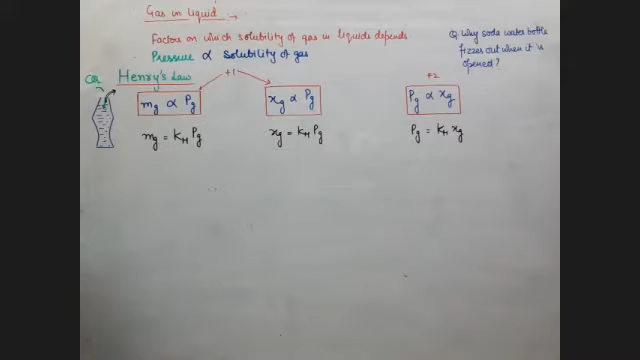 Gas in liquid :-
Factors on which solubility of gas in liquids depends
Pressure ∝ Solubility of gas
Q. Why soda water bottle
fizzes out when it is
opened?
CO₂
Henry's Law
+1
+2
mg ∝ Pg
xg ∝ Pg
Pg ∝ xg
mg = KH Pg
xg = KH Pg
Pg = KH xg